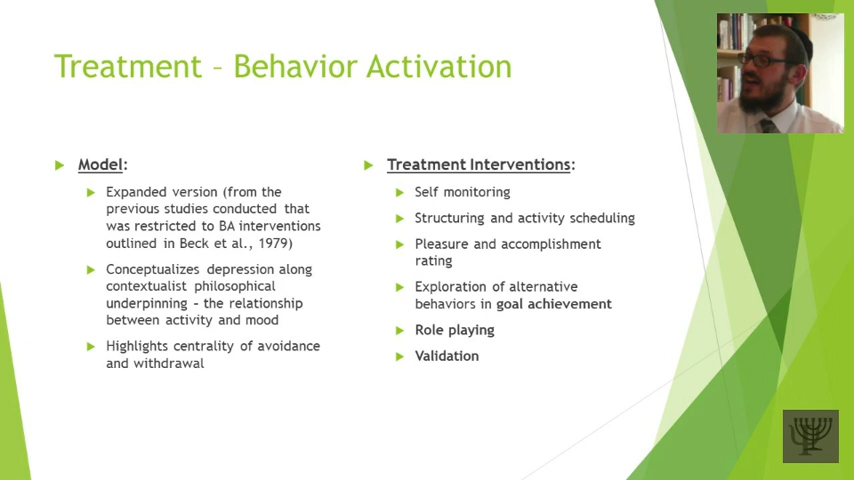 Treatment – Behavior Activation
Model:
Expanded version (from the
previous studies conducted that
was restricted to BA interventions
outlined in Beck et al., 1979)
Conceptualizes depression along
contextualist philosophical
underpinning – the relationship
between activity and mood
Highlights centrality of avoidance
and withdrawal
Treatment Interventions:
Self monitoring
Structuring and activity scheduling
Pleasure and accomplishment
rating
Exploration of alternative
behaviors in goal achievement
Role playing
Validation